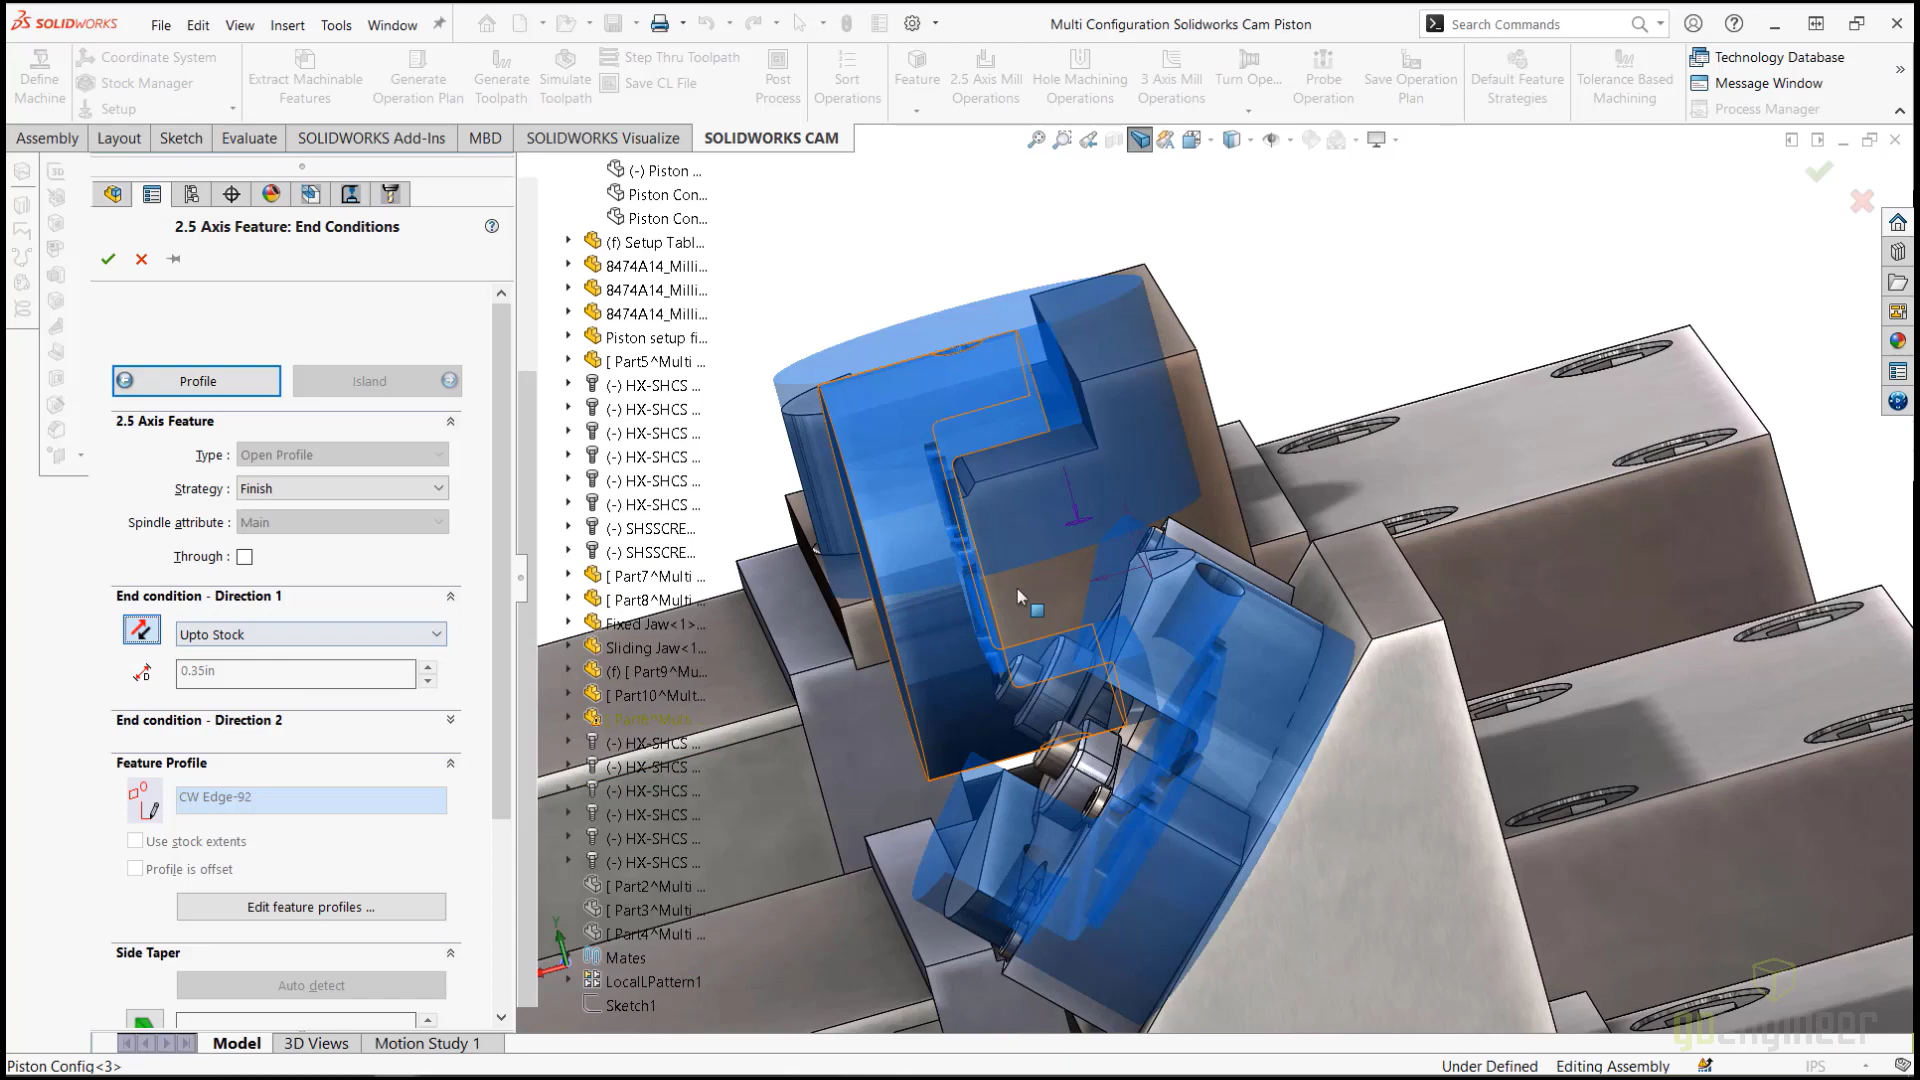 SOLIDWORKS File Edit View Insert Tools Window Multi Configuration Solidworks Cam Piston Search Commands
Define Machine
Coordinate System
Stock Manager
Setup
Extract Machinable Features
Generate Operation Plan
Generate Toolpath
Simulate Toolpath
Step Thru Toolpath
Save CL File
Post Process
Sort Operations
Feature
2.5 Axis Mill Operations
Hole Machining Operations
3 Axis Mill Operations
Turn Ope...
Probe Operation
Save Operation Plan
Default Feature Strategies
Tolerance Based Machining
Technology Database
Message Window
Process Manager
Assembly Layout Sketch Evaluate SOLIDWORKS Add-Ins MBD SOLIDWORKS Visualize SOLIDWORKS CAM
2.5 Axis Feature: End Conditions
Profile Island
2.5 Axis Feature
Type : Open Profile
Strategy : Finish
Spindle attribute : Main
Through :
End condition - Direction 1
Upto Stock
0.35in
End condition - Direction 2
Feature Profile
CW Edge-92
Use stock extents
Profile is offset
Edit feature profiles ...
Side Taper
Auto detect
(-) Piston ...
Piston Con...
Piston Con...
(f) Setup Tabl...
8474A14_Milli...
8474A14_Milli...
8474A14_Milli...
Piston setup fi...
[ Part5^Multi ...
(-) HX-SHCS ...
(-) HX-SHCS ...
(-) HX-SHCS ...
(-) HX-SHCS ...
(-) HX-SHCS ...
(-) HX-SHCS ...
(-) SHSSCRE...
(-) SHSSCRE...
[ Part7^Multi ...
[ Part8^Multi ...
Fixed Jaw<1>...
Sliding Jaw<1...
(f) [ Part9^Mu...
[ Part10^Mult...
[ Part6^Multi ...
(-) HX-SHCS ...
(-) HX-SHCS ...
(-) HX-SHCS ...
(-) HX-SHCS ...
(-) HX-SHCS ...
(-) HX-SHCS ...
[ Part2^Multi ...
[ Part3^Multi ...
[ Part4^Multi ...
Mates
LocalLPattern1
Sketch1
Y
goengineer
Model 3D Views Motion Study 1
Piston Config<3> Under Defined Editing Assembly IPS